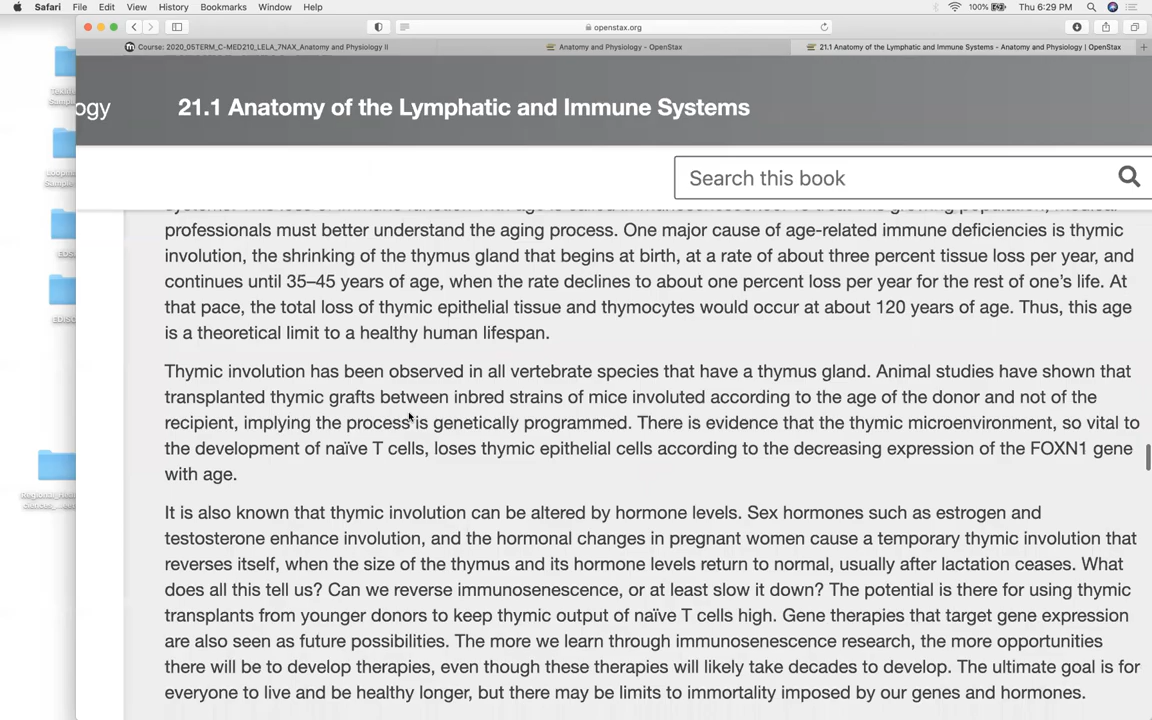 Safari File Edit View History Bookmarks Window Help 100% Thu 6:29 PM
openstax.org
Course: 2020_05TERM_C-MED210_LELA_7NAX_Anatomy and Physiology II Anatomy and Physiology - OpenStax 21.1 Anatomy of the Lymphatic and Immune Systems - Anatomy and Physiology | OpenStax
ogy 21.1 Anatomy of the Lymphatic and Immune Systems
Search this book
professionals must better understand the aging process. One major cause of age-related immune deficiencies is thymic
involution, the shrinking of the thymus gland that begins at birth, at a rate of about three percent tissue loss per year, and
continues until 35–45 years of age, when the rate declines to about one percent loss per year for the rest of one's life. At
that pace, the total loss of thymic epithelial tissue and thymocytes would occur at about 120 years of age. Thus, this age
is a theoretical limit to a healthy human lifespan.
Thymic involution has been observed in all vertebrate species that have a thymus gland. Animal studies have shown that
transplanted thymic grafts between inbred strains of mice involuted according to the age of the donor and not of the
recipient, implying the process is genetically programmed. There is evidence that the thymic microenvironment, so vital to
the development of naïve T cells, loses thymic epithelial cells according to the decreasing expression of the FOXN1 gene
with age.
It is also known that thymic involution can be altered by hormone levels. Sex hormones such as estrogen and
testosterone enhance involution, and the hormonal changes in pregnant women cause a temporary thymic involution that
reverses itself, when the size of the thymus and its hormone levels return to normal, usually after lactation ceases. What
does all this tell us? Can we reverse immunosenescence, or at least slow it down? The potential is there for using thymic
transplants from younger donors to keep thymic output of naïve T cells high. Gene therapies that target gene expression
are also seen as future possibilities. The more we learn through immunosenescence research, the more opportunities
there will be to develop therapies, even though these therapies will likely take decades to develop. The ultimate goal is for
everyone to live and be healthy longer, but there may be limits to immortality imposed by our genes and hormones.